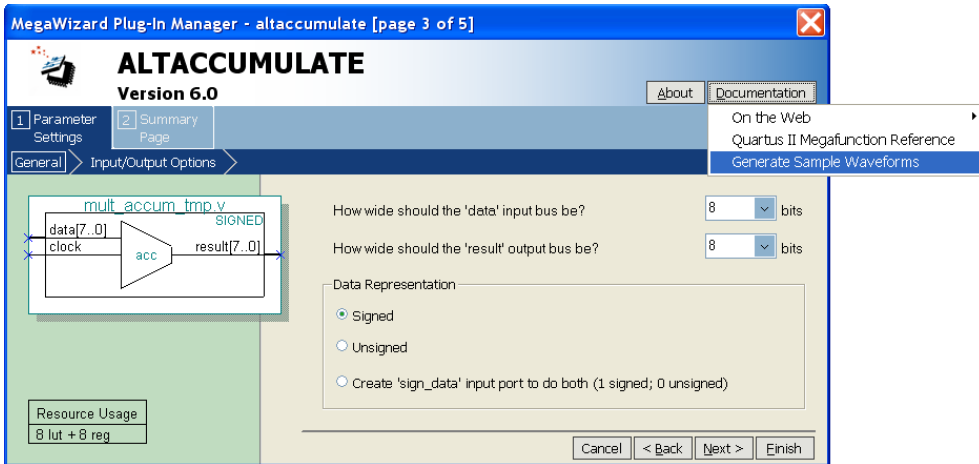 MegaWizard Plug-In Manager - altaccumulate [page 3 of 5]
ALTACCUMULATE
Version 6.0
About
Documentation
On the Web
Quartus II Megafunction Reference
Generate Sample Waveforms
1 Parameter
Settings
2 Summary
Page
General
Input/Output Options
mult_accum_tmp.v
SIGNED
data[7..0]
clock
acc
result[7..0]
How wide should the 'data' input bus be?
8
bits
How wide should the 'result' output bus be?
8
bits
Data Representation
Signed
Unsigned
Create 'sign_data' input port to do both (1 signed; 0 unsigned)
Resource Usage
8 lut + 8 reg
Cancel
< Back
Next >
Finish